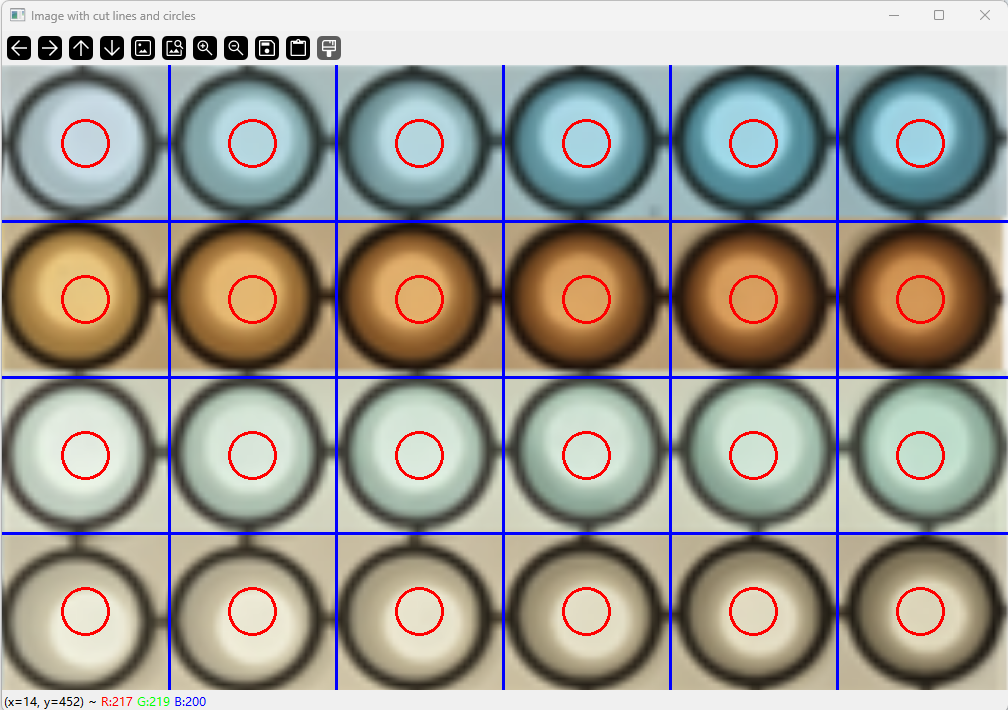 Image with cut lines and circles
(x=14, y=452) ~ R:217 G:219 B:200